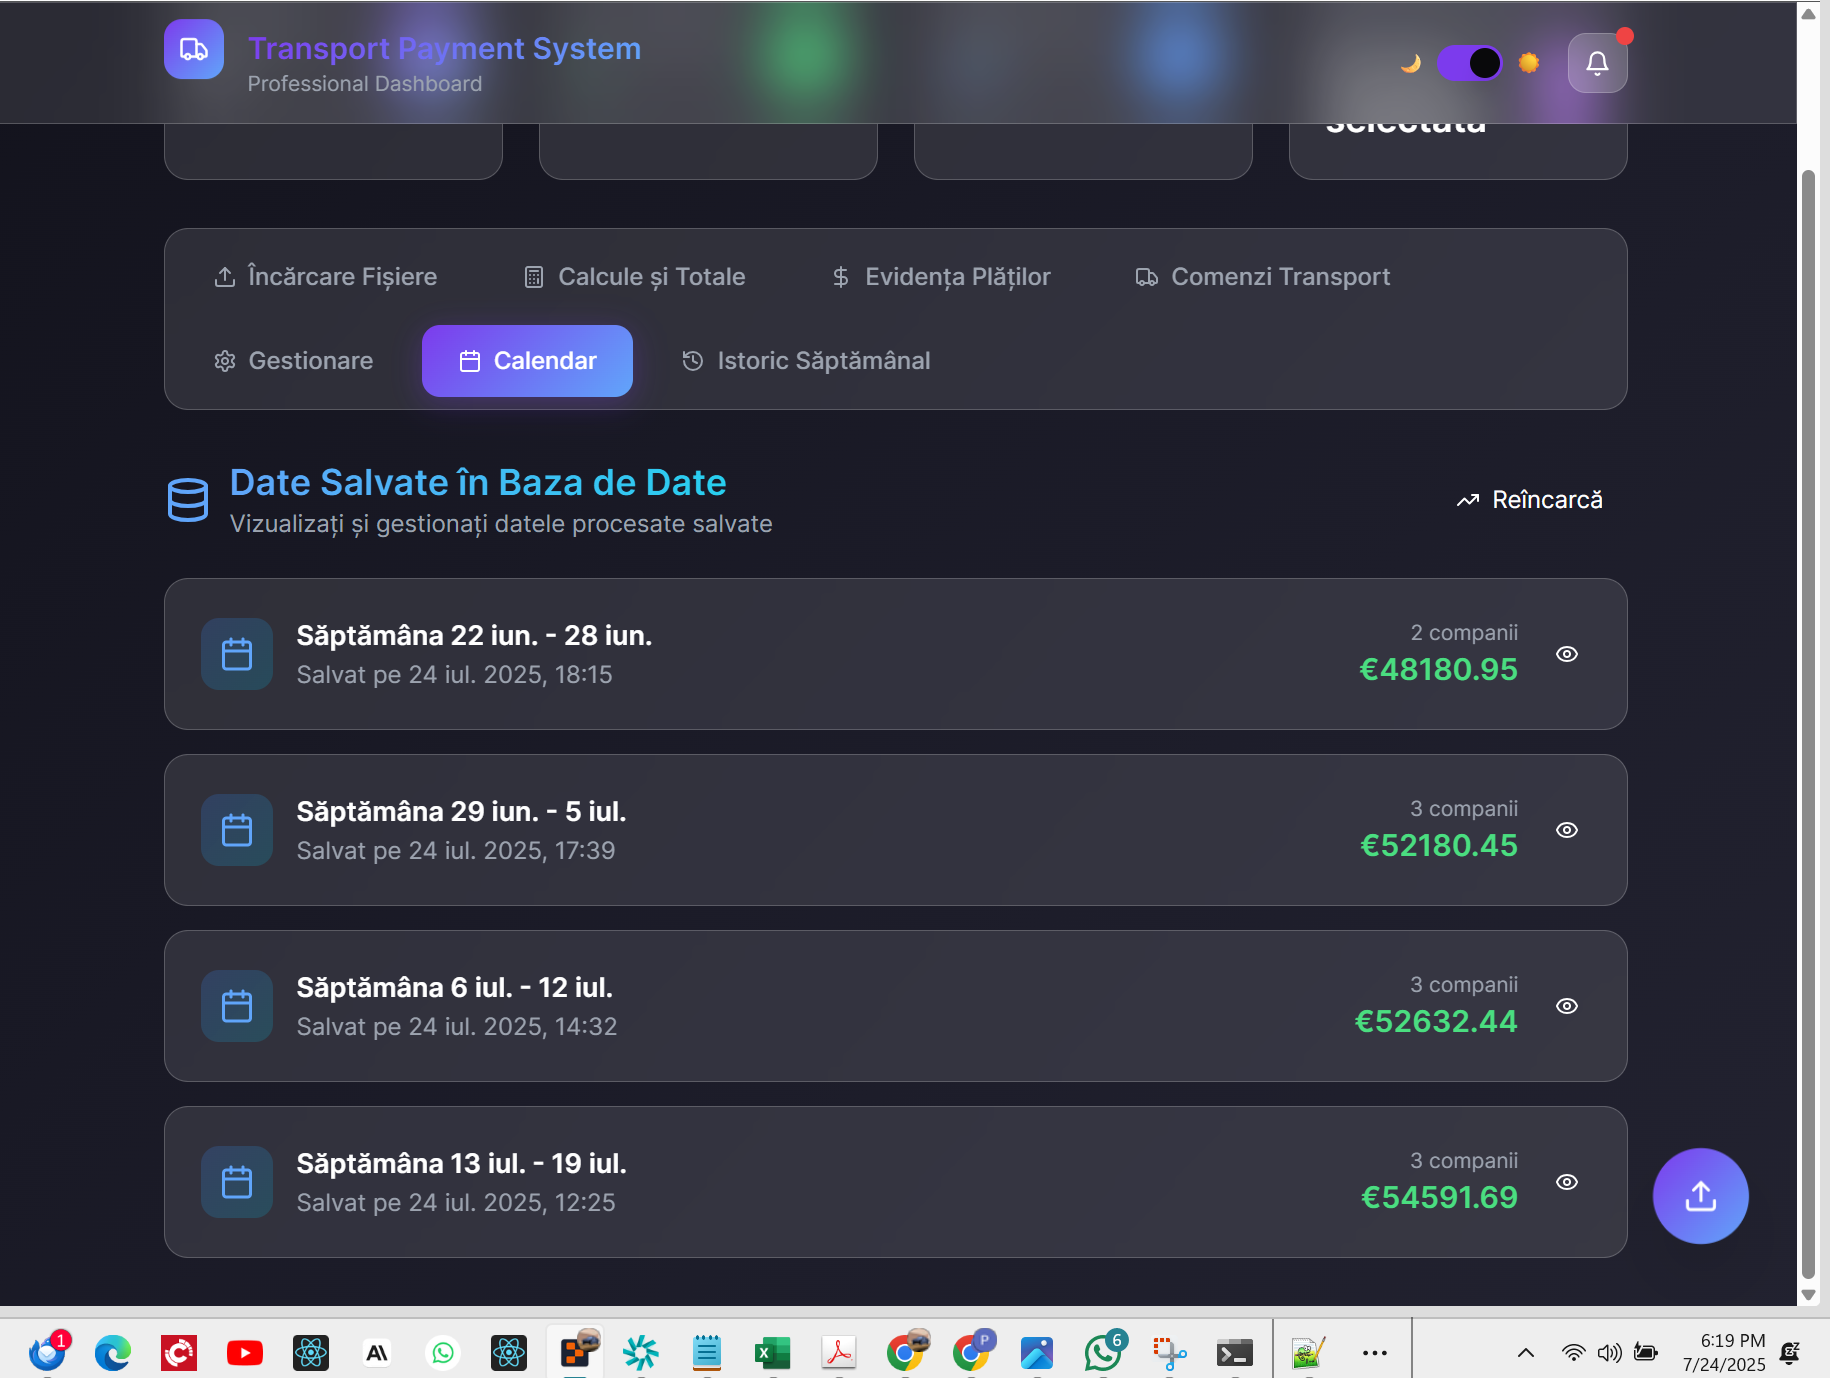 Transport Payment System
Professional Dashboard
selectată
Încărcare Fișiere
Calcule și Totale
Evidența Plăților
Comenzi Transport
Gestionare
Calendar
Istoric Săptămânal
Date Salvate în Baza de Date
Vizualizați și gestionați datele procesate salvate
Reîncarcă
Săptămâna 22 iun. - 28 iun.
Salvat pe 24 iul. 2025, 18:15
2 companii
€48180.95
Săptămâna 29 iun. - 5 iul.
Salvat pe 24 iul. 2025, 17:39
3 companii
€52180.45
Săptămâna 6 iul. - 12 iul.
Salvat pe 24 iul. 2025, 14:32
3 companii
€52632.44
Săptămâna 13 iul. - 19 iul.
Salvat pe 24 iul. 2025, 12:25
3 companii
€54591.69
1
P
6
6:19 PM
7/24/2025